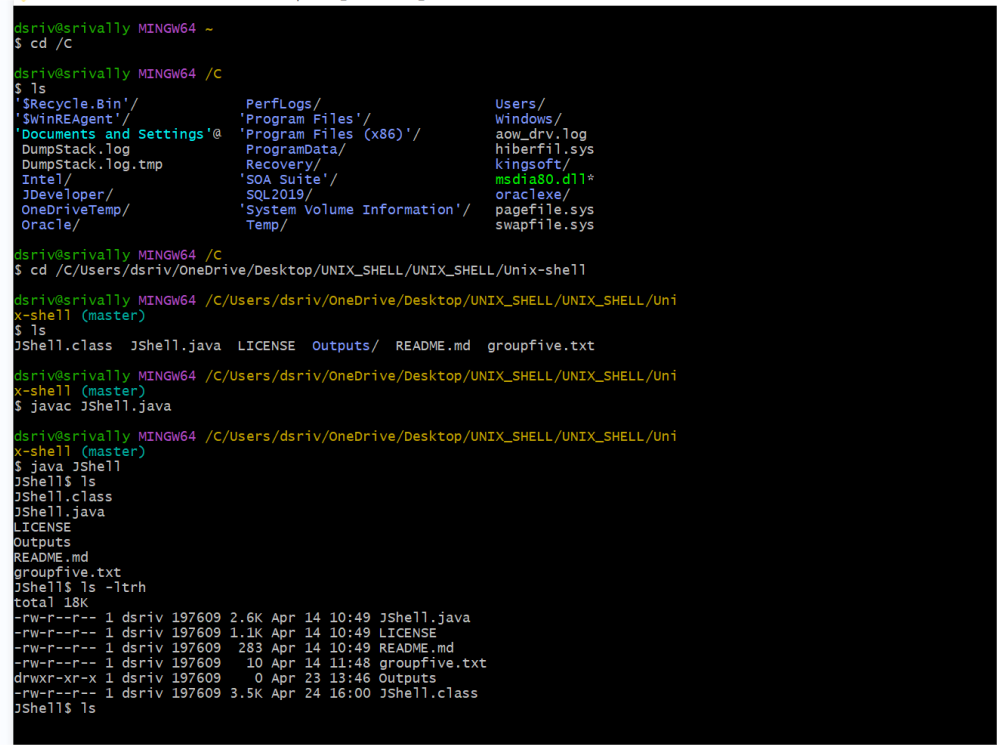 dsriv@srivally MINGW64 ~
$ cd /C
dsriv@srivally MINGW64 /C
$ ls
'$Recycle.Bin'/ PerfLogs/ Users/
'$WinREAgent'/ 'Program Files'/ Windows/
'Documents and Settings'@ 'Program Files (x86)'/ aow_drv.log
DumpStack.log ProgramData/ hiberfil.sys
DumpStack.log.tmp Recovery/ kingsoft/
Intel/ 'SOA Suite'/ msdia80.dll*
JDeveloper/ SQL2019/ oraclexe/
OneDriveTemp/ 'System Volume Information'/ pagefile.sys
Oracle/ Temp/ swapfile.sys
dsriv@srivally MINGW64 /C
$ cd /C/Users/dsriv/OneDrive/Desktop/UNIX_SHELL/UNIX_SHELL/Unix-shell
dsriv@srivally MINGW64 /C/Users/dsriv/OneDrive/Desktop/UNIX_SHELL/UNIX_SHELL/Uni
x-shell (master)
$ ls
JShell.class JShell.java LICENSE Outputs/ README.md groupfive.txt
dsriv@srivally MINGW64 /C/Users/dsriv/OneDrive/Desktop/UNIX_SHELL/UNIX_SHELL/Uni
x-shell (master)
$ javac JShell.java
dsriv@srivally MINGW64 /C/Users/dsriv/OneDrive/Desktop/UNIX_SHELL/UNIX_SHELL/Uni
x-shell (master)
$ java JShell
JShell$ ls
JShell.class
JShell.java
LICENSE
Outputs
README.md
groupfive.txt
JShell$ ls -ltrh
total 18K
-rw-r--r-- 1 dsriv 197609 2.6K Apr 14 10:49 JShell.java
-rw-r--r-- 1 dsriv 197609 1.1K Apr 14 10:49 LICENSE
-rw-r--r-- 1 dsriv 197609 283 Apr 14 10:49 README.md
-rw-r--r-- 1 dsriv 197609 10 Apr 14 11:48 groupfive.txt
drwxr-xr-x 1 dsriv 197609 0 Apr 23 13:46 Outputs
-rw-r--r-- 1 dsriv 197609 3.5K Apr 24 16:00 JShell.class
JShell$ ls